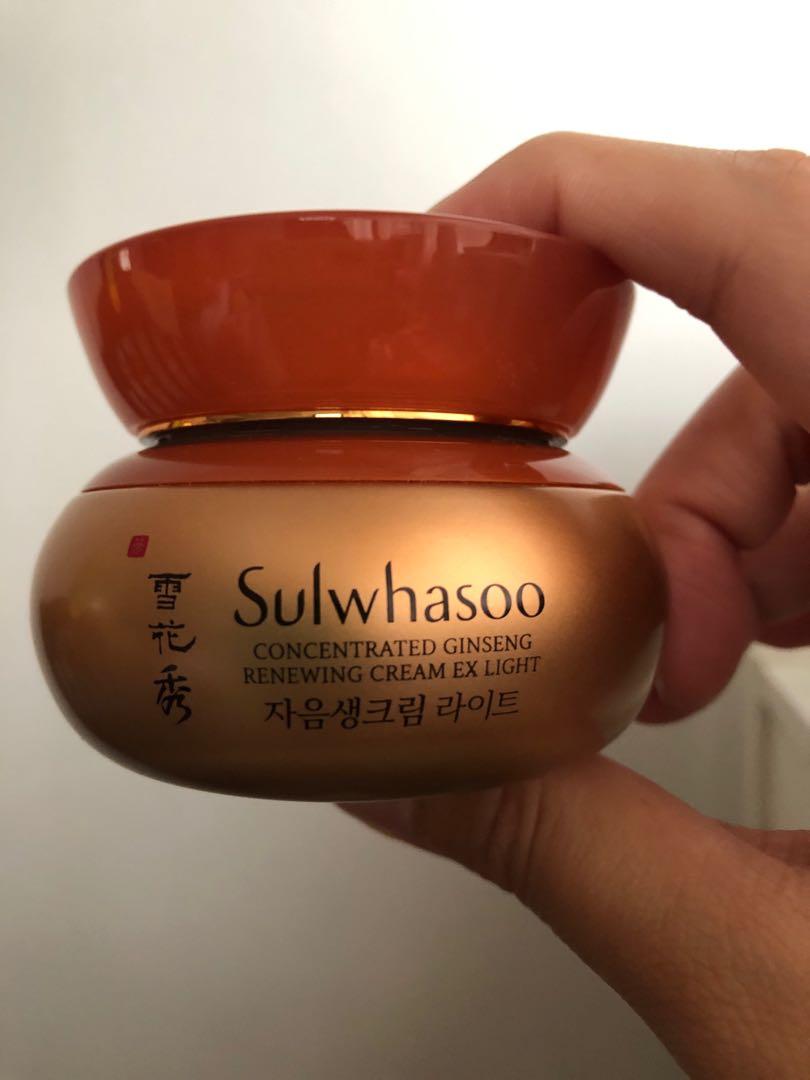 雪花秀
Sulwhasoo
CONCENTRATED GINSENG
RENEWING CREAM EX LIGHT
자음생크림 라이트